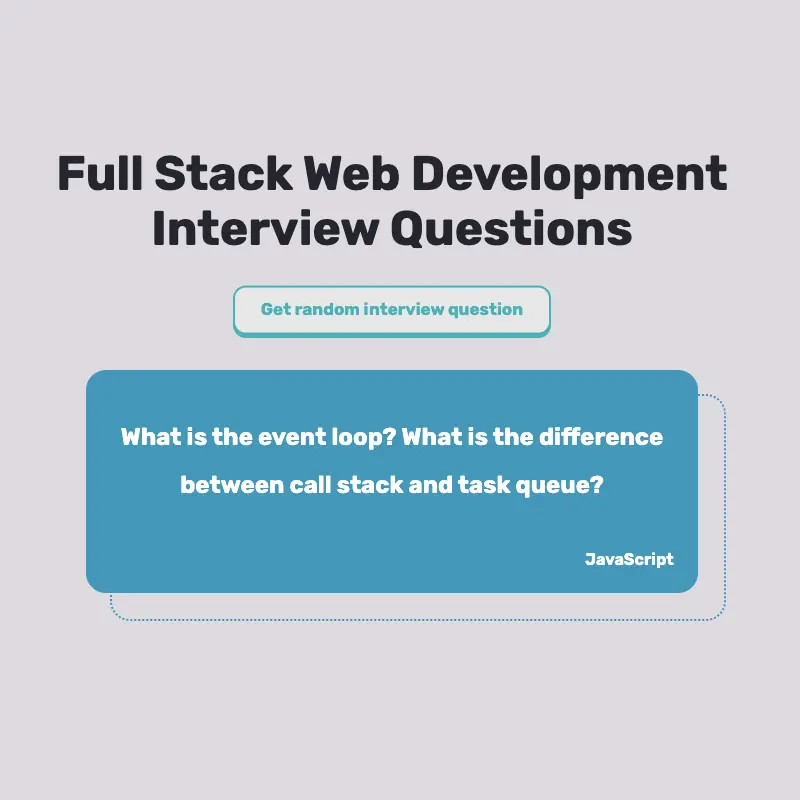 Full Stack Web Development
Interview Questions
Get random interview question
What is the event loop? What is the difference
between call stack and task queue?
JavaScript